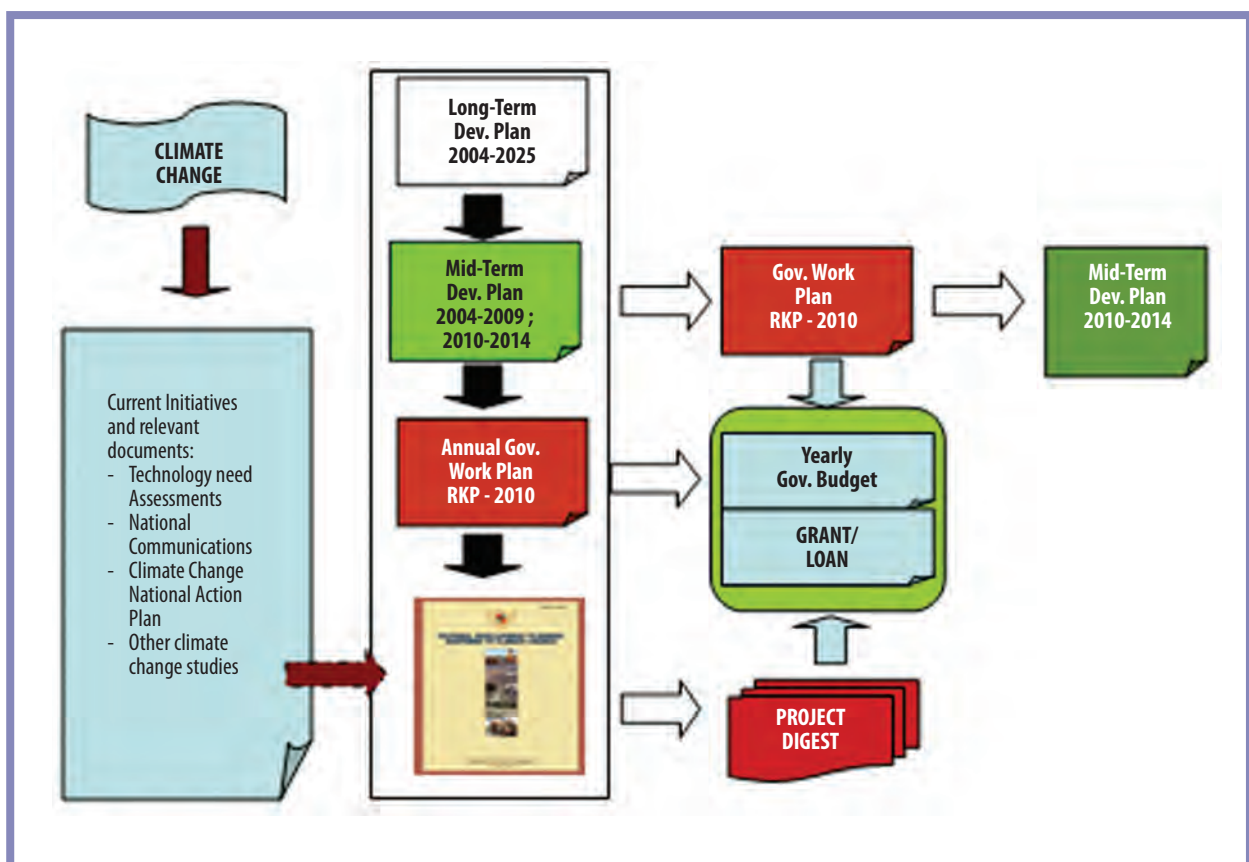 CLIMATE
CHANGE
Current Initiatives
and relevant
documents:
- Technology need
Assessments
- National
Communications
- Climate Change
National Action
Plan
- Other climate
change studies
Long-Term
Dev. Plan
2004-2025
Mid-Term
Dev. Plan
2004-2009 ;
2010-2014
Annual Gov.
Work Plan
RKP - 2010
Gov. Work
Plan
RKP - 2010
Mid-Term
Dev. Plan
2010-2014
Yearly
Gov. Budget
GRANT/
LOAN
PROJECT
DIGEST